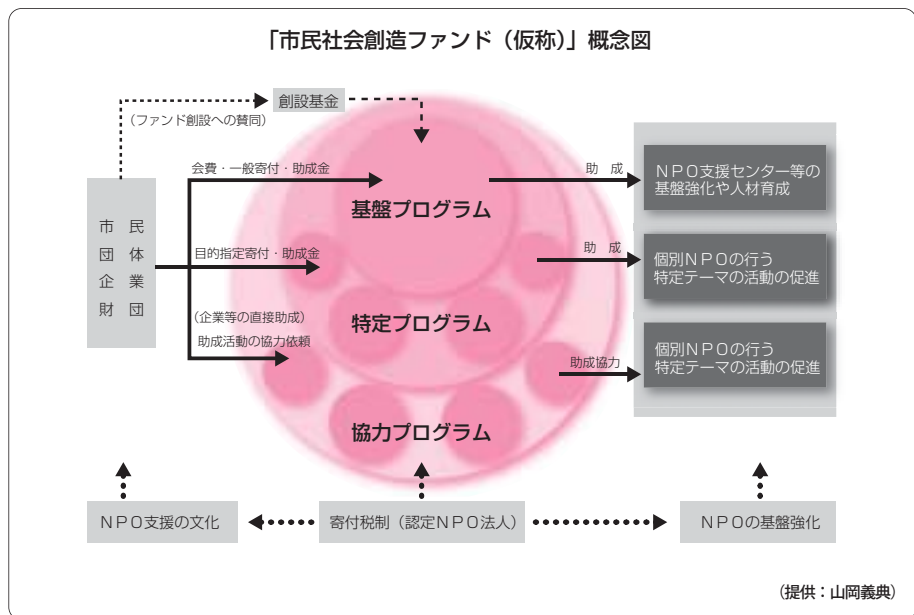 「市民社会創造ファンド（仮称）」概念図
創設基金
（ファンド創設への賛同）
会費・一般寄付・助成金
助　成
NPO支援センター等の
基盤強化や人材育成
基盤プログラム
市　民
団　体
企　業
財　団
目的指定寄付・助成金
助　成
個別NPOの行う
特定テーマの活動の促進
（企業等の直接助成）
助成活動の協力依頼
特定プログラム
助成協力
個別NPOの行う
特定テーマの活動の促進
協力プログラム
NPO支援の文化
寄付税制（認定NPO法人）
NPOの基盤強化
（提供：山岡義典）